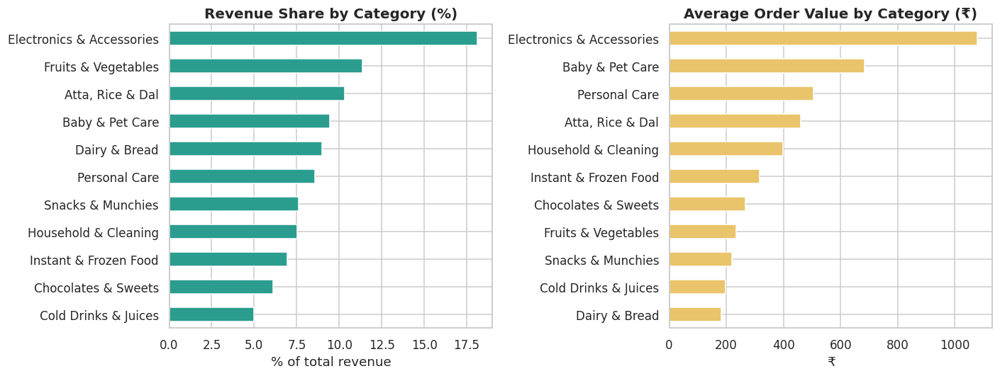 Revenue Share by Category (%)
Electronics & Accessories
Fruits & Vegetables
Atta, Rice & Dal
Baby & Pet Care
Dairy & Bread
Personal Care
Snacks & Munchies
Household & Cleaning
Instant & Frozen Food
Chocolates & Sweets
Cold Drinks & Juices
0.0 2.5 5.0 7.5 10.0 12.5 15.0 17.5
% of total revenue
Average Order Value by Category (₹)
Electronics & Accessories
Baby & Pet Care
Personal Care
Atta, Rice & Dal
Household & Cleaning
Instant & Frozen Food
Chocolates & Sweets
Fruits & Vegetables
Snacks & Munchies
Cold Drinks & Juices
Dairy & Bread
0 200 400 600 800 1000
₹